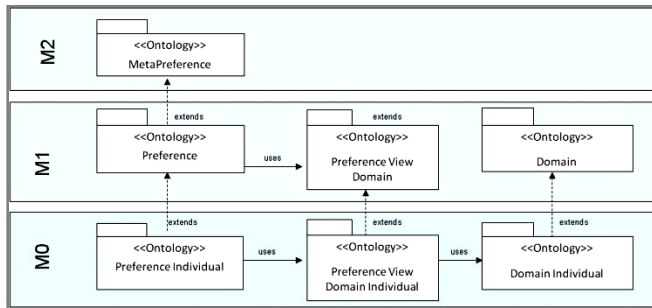 M2
<<Ontology>>
MetaPreference
M1
extends
extends
<<Ontology>>
Preference
uses
<<Ontology>>
Preference View
Domain
<<Ontology>>
Domain
M0
extends
extends
extends
<<Ontology>>
Preference Individual
uses
<<Ontology>>
Preference View
Domain Individual
uses
<<Ontology>>
Domain Individual